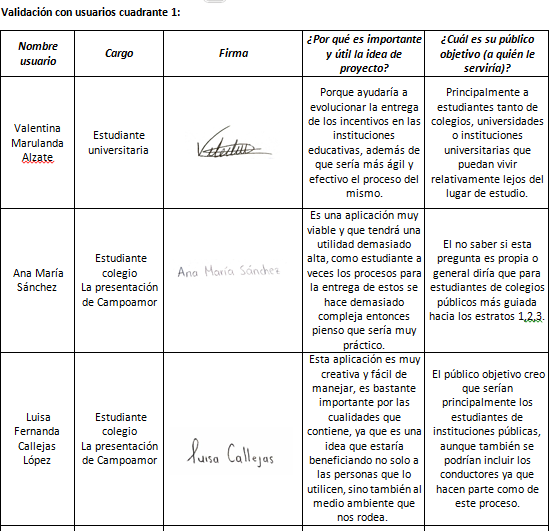 Validación con usuarios cuadrante 1:
Nombre usuario
Cargo
Firma
¿Por qué es importante y útil la idea de proyecto?
¿Cuál es su público objetivo (a quién le serviría)?
Valentina
Marulanda
Alzate
Estudiante
universitaria
Porque ayudaría a
evolucionar la entrega
de los incentivos en las
instituciones
educativas, además de
que sería más ágil y
efectivo el proceso del
mismo.
Principalmente a
estudiantes tanto de
colegios, universidades
o instituciones
universitarias que
puedan vivir
relativamente lejos del
lugar de estudio.
Ana María
Sánchez
Estudiante
colegio
La presentación
de Campoamor
Ana María Sánchez
Es una aplicación muy
viable y que tendrá una
utilidad demasiado
alta, como estudiante a
veces los procesos para
la entrega de estos se
hace demasiado
compleja entonces
pienso que sería muy
práctico.
El no saber si esta
pregunta es propia o
general diría que para
estudiantes de colegios
públicos más guiada
hacia los estratos 1,2,3.
Luisa
Fernanda
Callejas
López
Estudiante
colegio
La presentación
de Campoamor
Luisa Callejas
Esta aplicación es muy
creativa y fácil de
manejar, es bastante
importante por las
cualidades que
contiene, ya que es una
idea que estaría
beneficiando no solo a
las personas que lo
utilicen, sino también al
medio ambiente que
nos rodea.
El público objetivo creo
que serían
principalmente los
estudiantes de
instituciones públicas,
aunque también se
podrían incluir los
conductores ya que
hacen parte como de
este proceso.